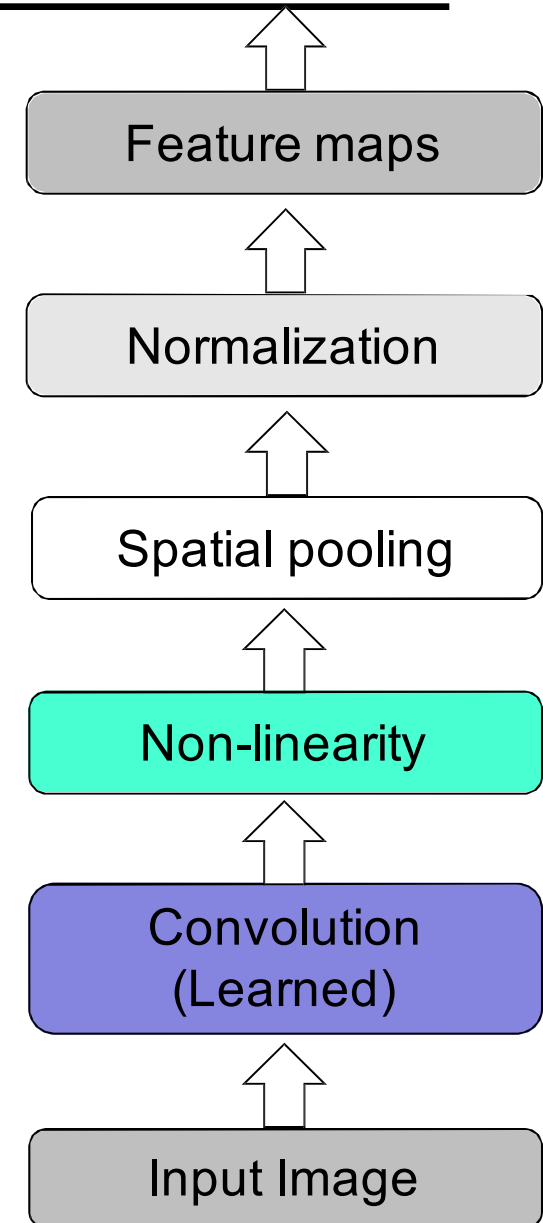 Feature maps
Normalization
Spatial pooling
Non-linearity
Convolution
(Learned)
Input Image